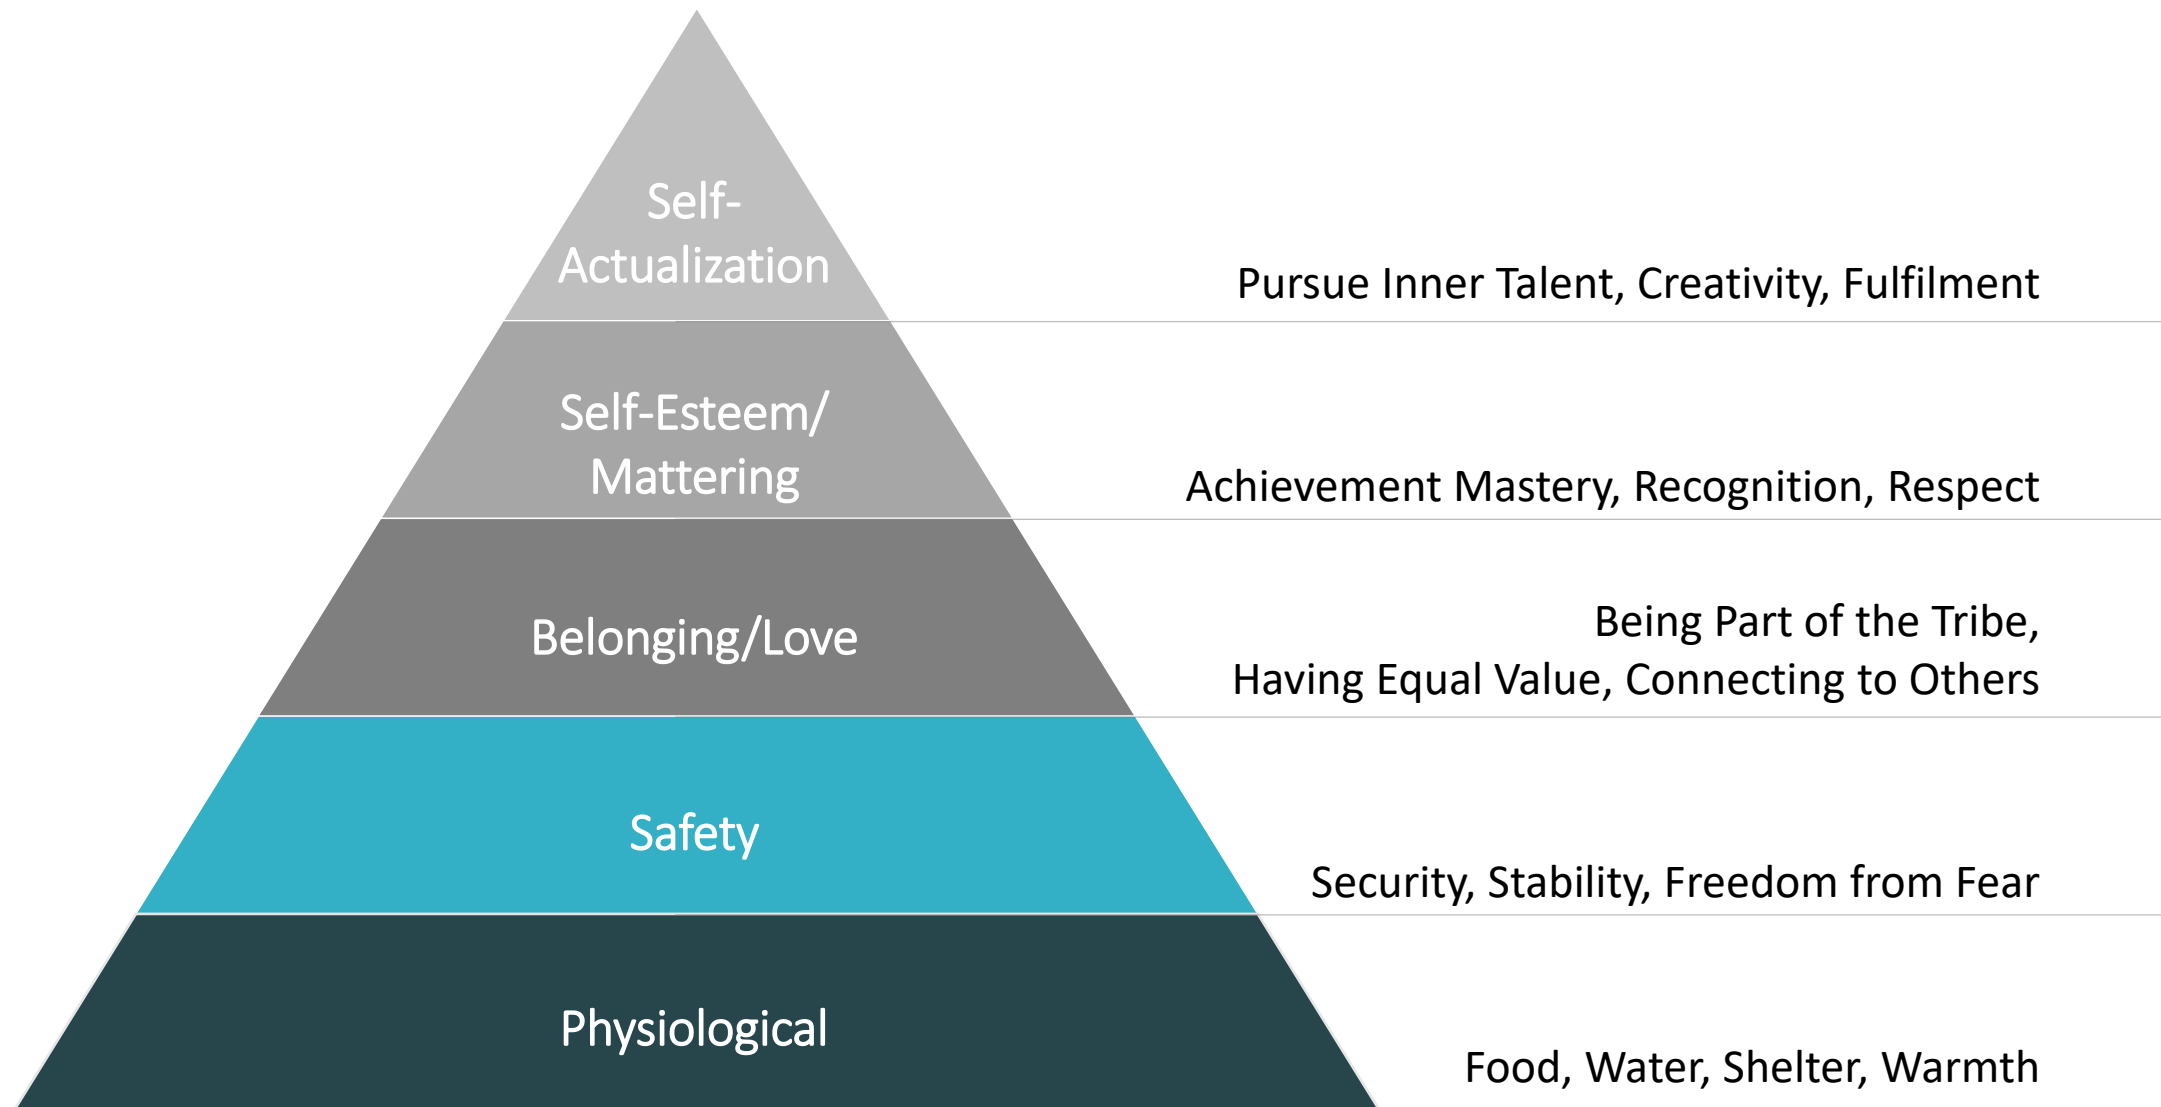 Self-
Actualization
Pursue Inner Talent, Creativity, Fulfilment
Self-Esteem/
Mattering
Achievement Mastery, Recognition, Respect
Belonging/Love
Being Part of the Tribe,
Having Equal Value, Connecting to Others
Safety
Security, Stability, Freedom from Fear
Physiological
Food, Water, Shelter, Warmth